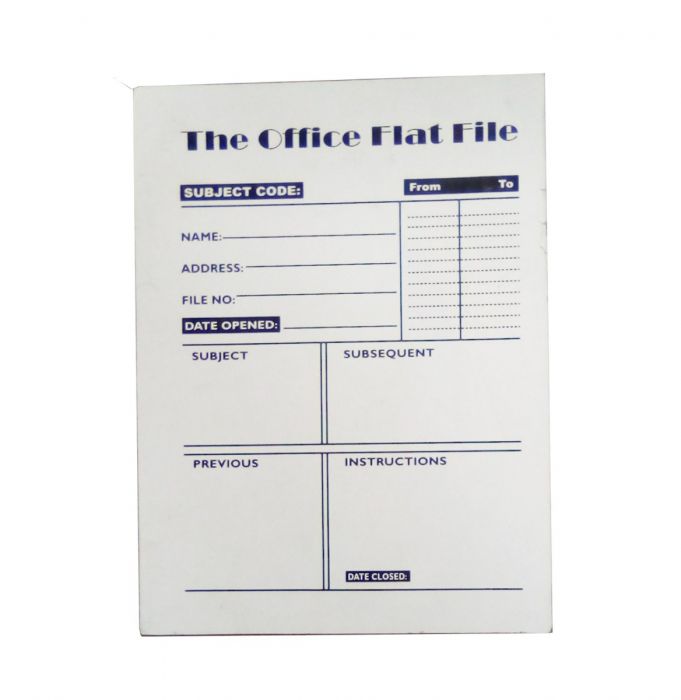 The Office Flat File
SUBJECT CODE:
From To
NAME:
ADDRESS:
FILE NO:
DATE OPENED:
SUBJECT
SUBSEQUENT
PREVIOUS
INSTRUCTIONS
DATE CLOSED: